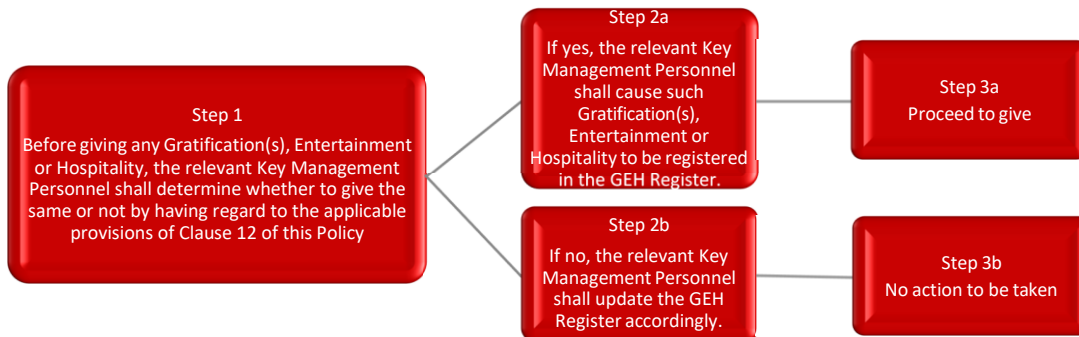 Step 1
Before giving any Gratification(s), Entertainment
or Hospitality, the relevant Key Management
Personnel shall determine whether to give the
same or not by having regard to the applicable
provisions of Clause 12 of this Policy
Step 2a
If yes, the relevant Key
Management Personnel
shall cause such
Gratification(s),
Entertainment or
Hospitality to be registered
in the GEH Register.
Step 3a
Proceed to give
Step 2b
If no, the relevant Key
Management Personnel
shall update the GEH
Register accordingly.
Step 3b
No action to be taken